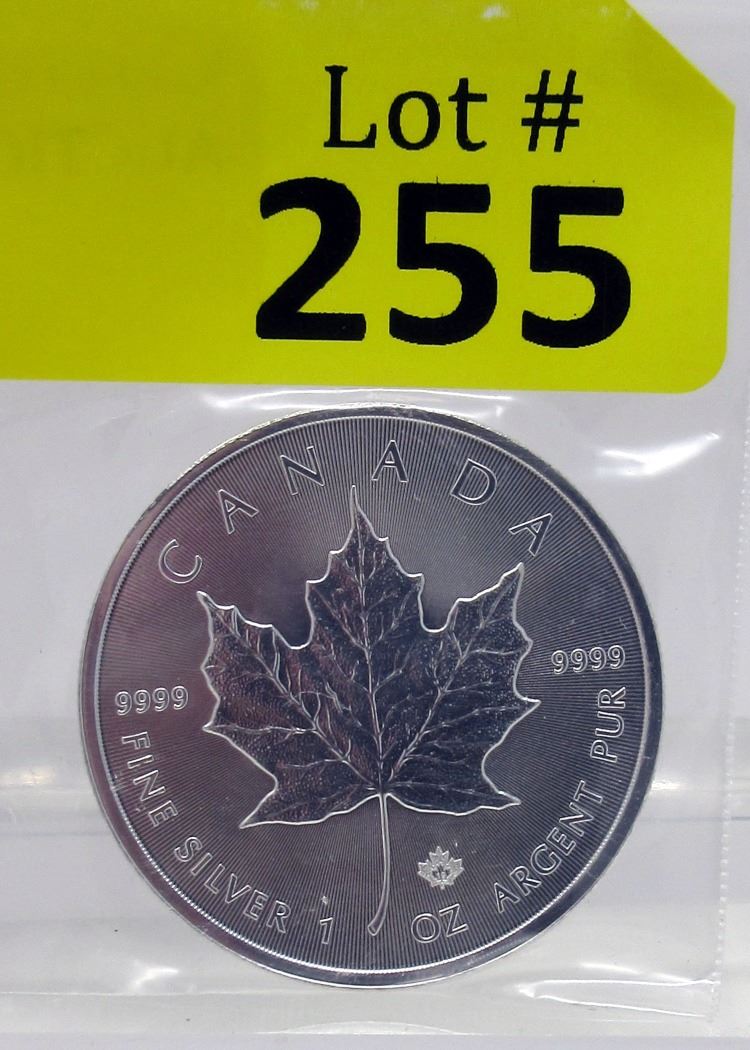 Lot #
255
CANADA
9999
9999
FINE SILVER 1 OZ ARGENT PUR